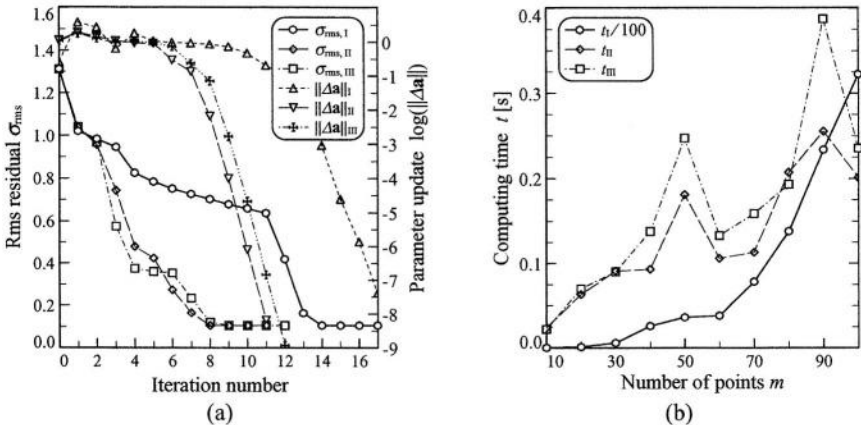 1.6
1.4
1.2
1.0
0.8
0.6
0.4
0.2
0.0
Rms residual σrms
0 2 4 6 8 10 12 14 16
Iteration number
0
-1
-2
-3
-4
-5
-6
-7
-8
-9
Parameter update log(||Δa||)
σrms, I
σrms, II
σrms, III
||Δa||I
||Δa||II
||Δa||III
(a)
0.4
0.3
0.2
0.1
0.0
Computing time t [s]
10 30 50 70 90
Number of points m
tI/100
tII
tIII
(b)